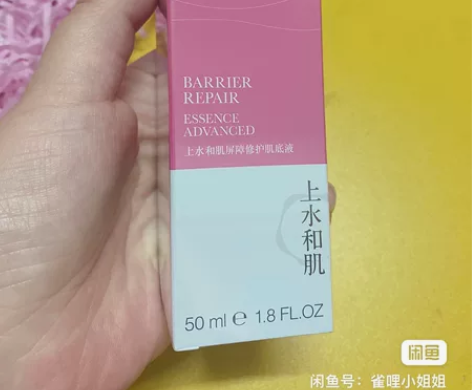 BARRIER
REPAIR
ESSENCE
ADVANCED
上水和肌屏障修护肌底液
上水和肌
50 ml ℮ 1.8 FL.OZ
闲鱼
闲鱼号：雀哩小姐姐